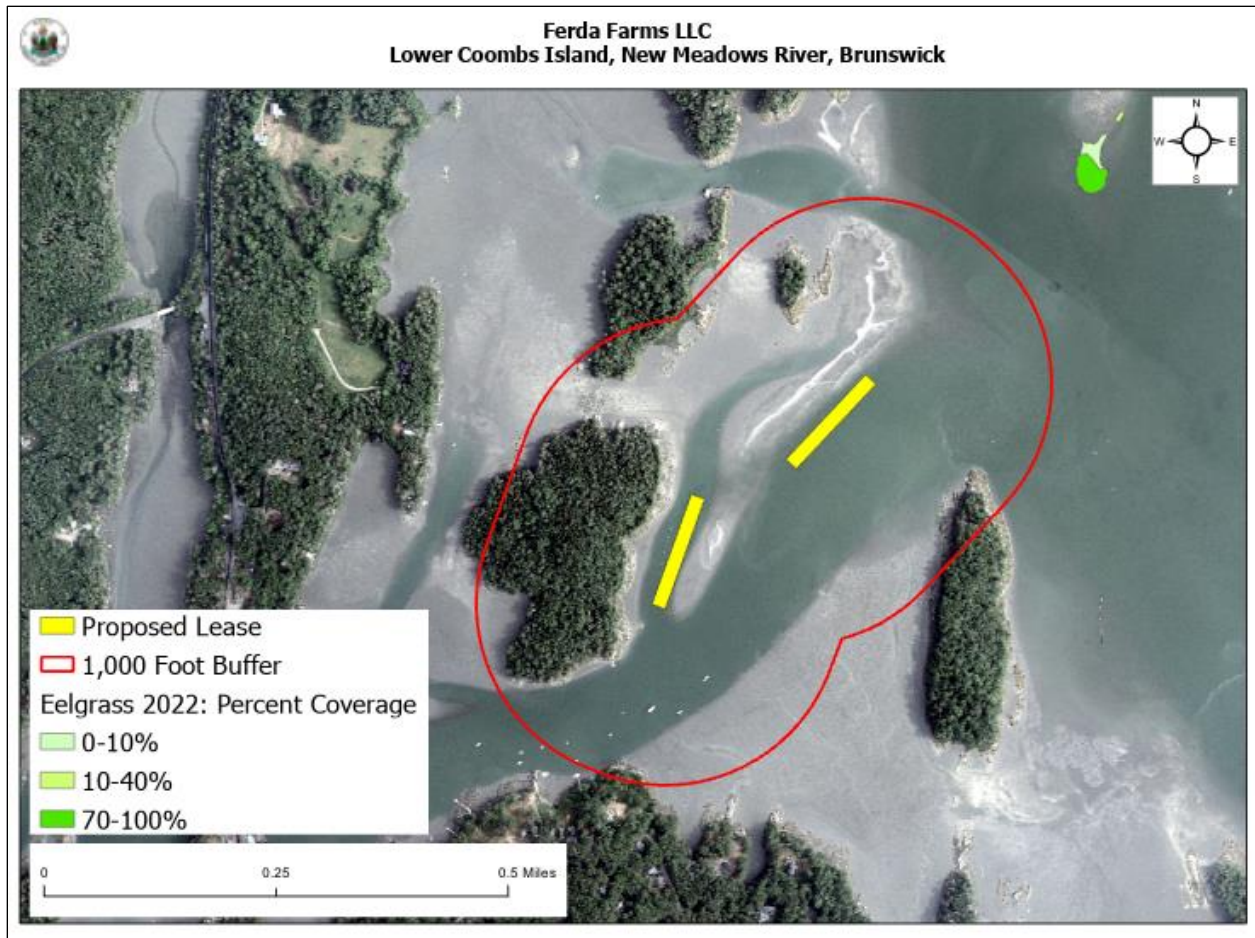 Ferda Farms LLC
Lower Coombs Island, New Meadows River, Brunswick
N
W E
S
Proposed Lease
1,000 Foot Buffer
Eelgrass 2022: Percent Coverage
0-10%
10-40%
70-100%
0 0.25 0.5 Miles